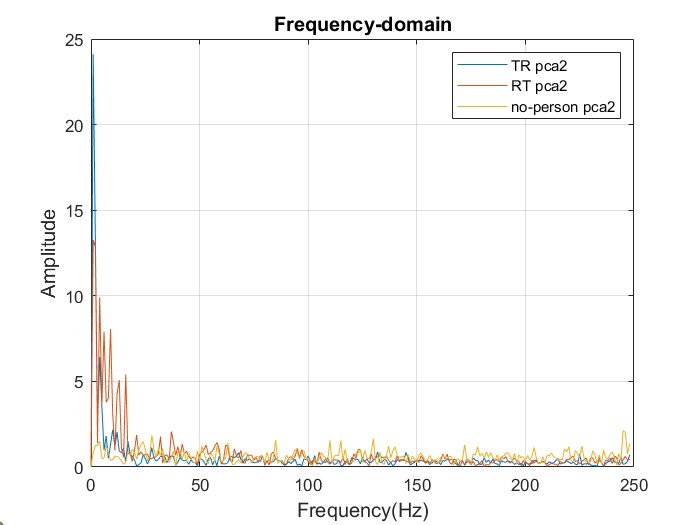 Frequency-domain
25
20
15
10
5
0
Amplitude
TR pca2
RT pca2
no-person pca2
0 50 100 150 200 250
Frequency(Hz)